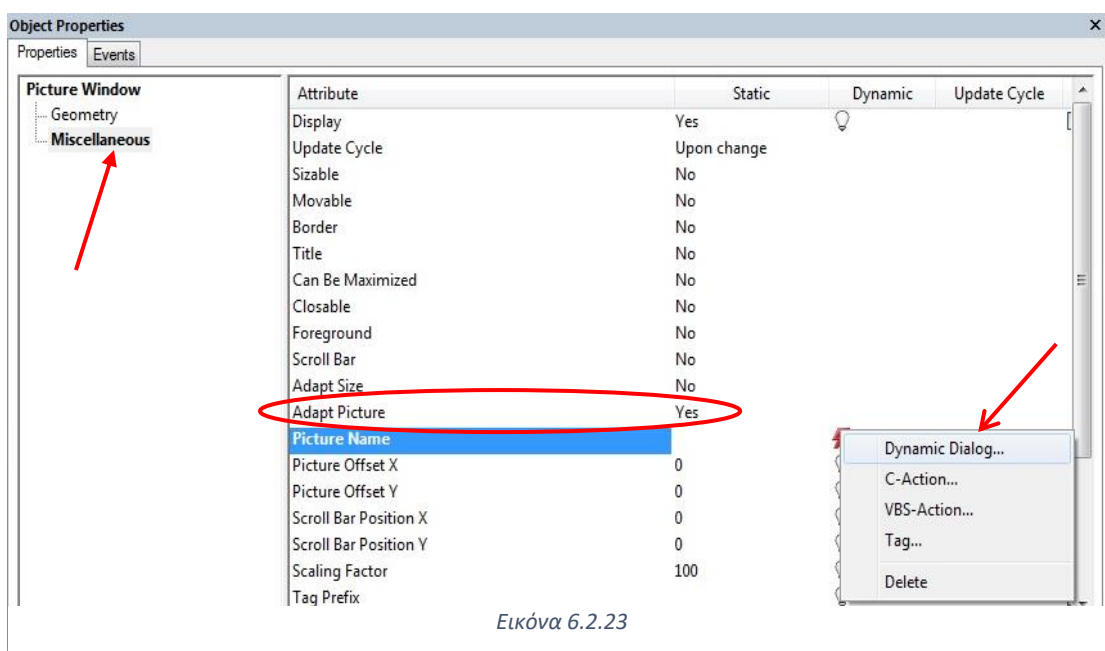 Object Properties
Properties Events
Picture Window
Geometry
Miscellaneous
Attribute Static Dynamic Update Cycle
Display Yes
Update Cycle Upon change
Sizable No
Movable No
Border No
Title No
Can Be Maximized No
Closable No
Foreground No
Scroll Bar No
Adapt Size No
Adapt Picture Yes
Picture Name
Picture Offset X 0
Picture Offset Y 0
Scroll Bar Position X 0
Scroll Bar Position Y 0
Scaling Factor 100
Tag Prefix
Dynamic Dialog...
C-Action...
VBS-Action...
Tag...
Delete
Εικόνα 6.2.23